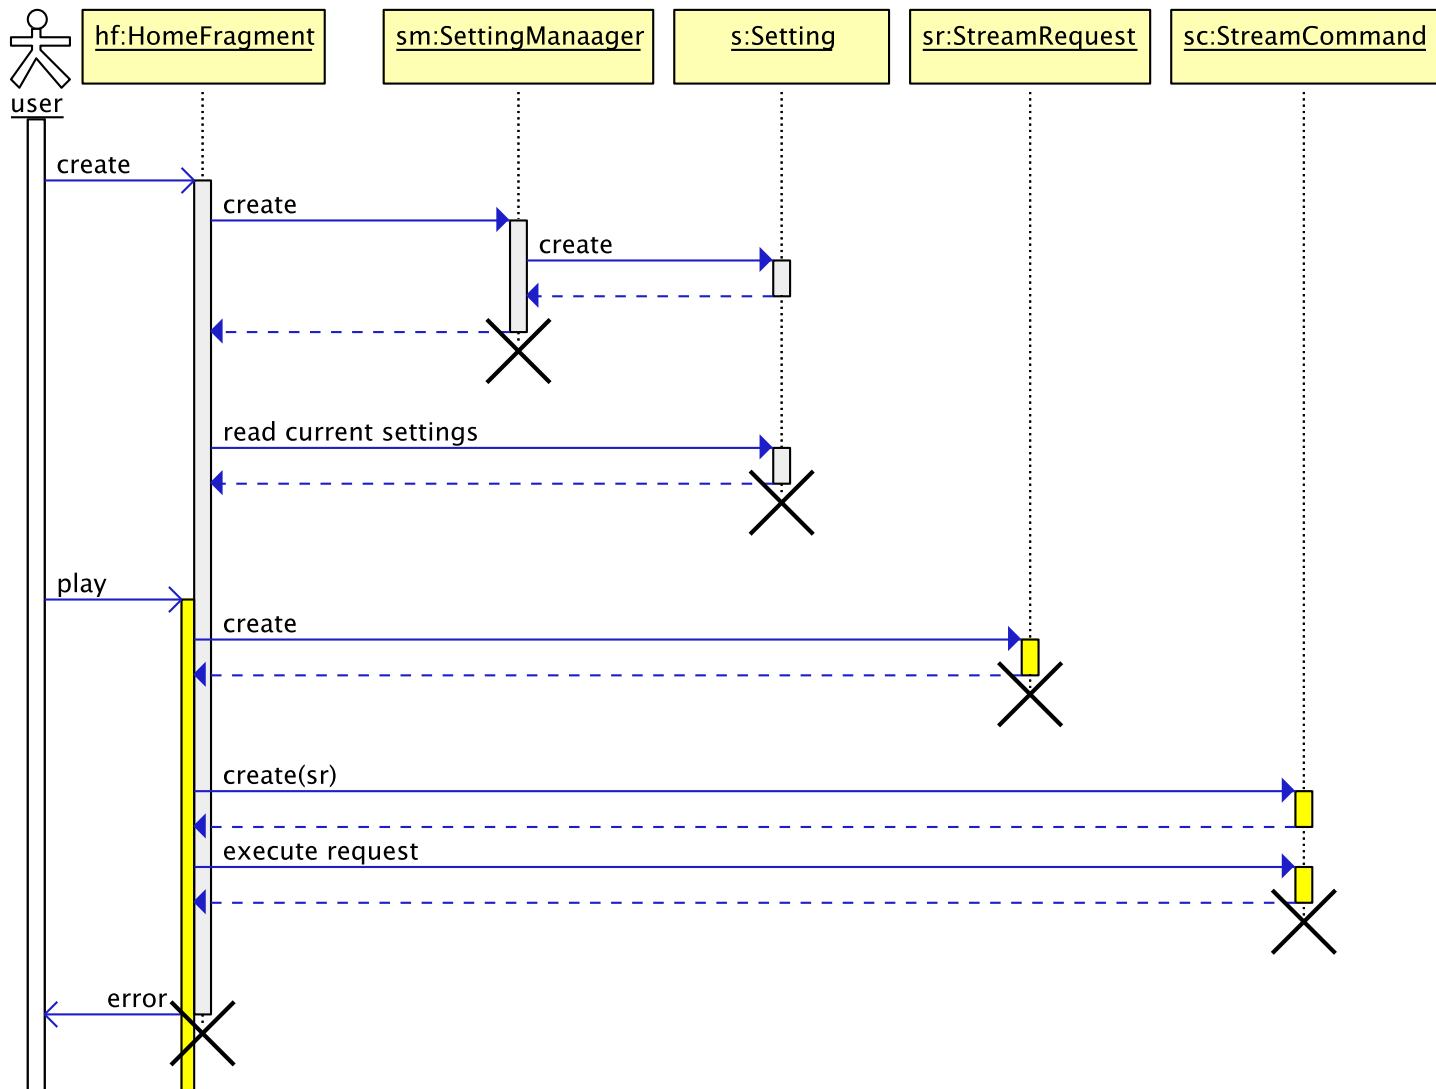 hf:HomeFragment
sm:SettingManaager
s:Setting
sr:StreamRequest
sc:StreamCommand
user
create
create
create
read current settings
play
create
create(sr)
execute request
error